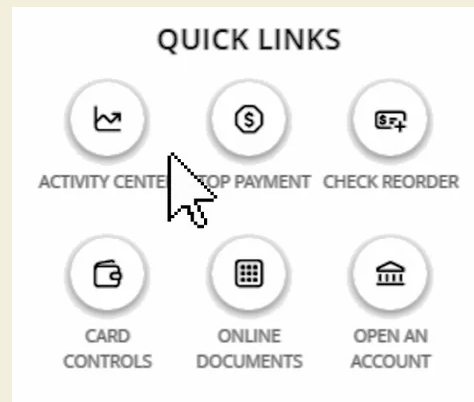 QUICK LINKS
ACTIVITY CENTE TOP PAYMENT CHECK REORDER
CARD ONLINE OPEN AN
CONTROLS DOCUMENTS ACCOUNT